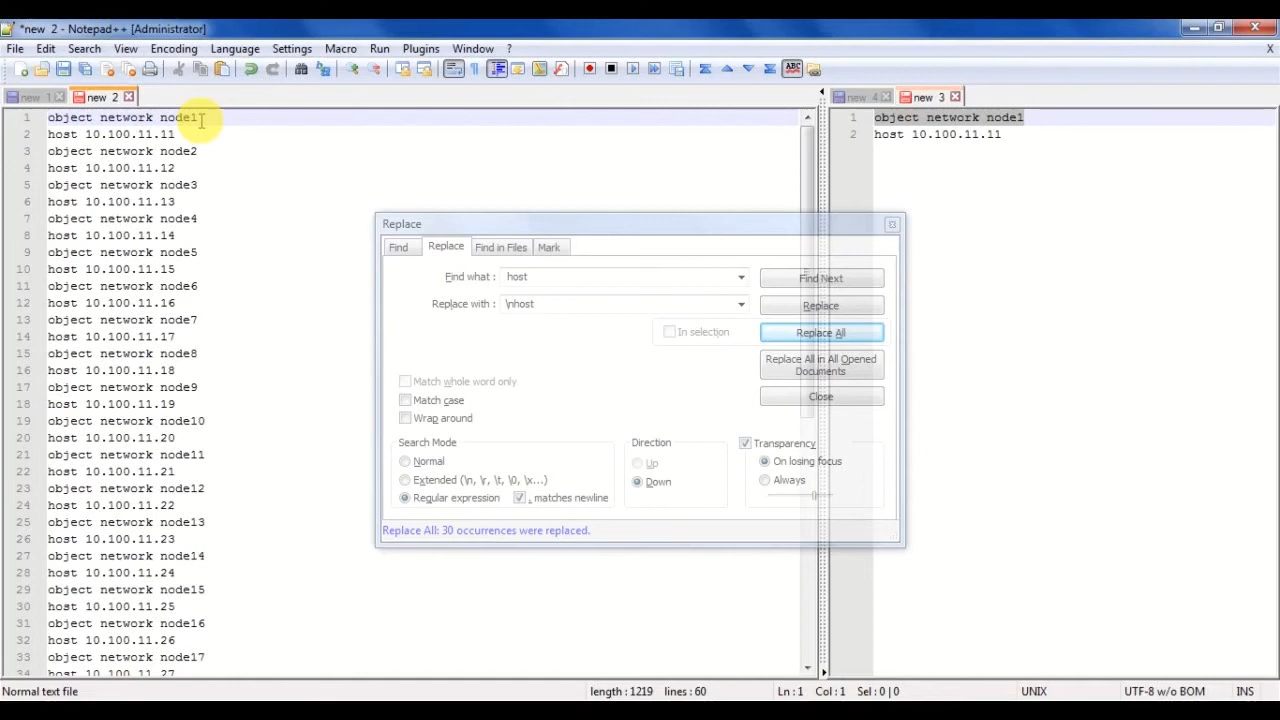 *new 2 - Notepad++ [Administrator]
File Edit Search View Encoding Language Settings Macro Run Plugins Window ? X
new 1 new 2 new 4 new 3
1 object network node1
2 host 10.100.11.11
3 object network node2
4 host 10.100.11.12
5 object network node3
6 host 10.100.11.13
7 object network node4
8 host 10.100.11.14
9 object network node5
10 host 10.100.11.15
11 object network node6
12 host 10.100.11.16
13 object network node7
14 host 10.100.11.17
15 object network node8
16 host 10.100.11.18
17 object network node9
18 host 10.100.11.19
19 object network node10
20 host 10.100.11.20
21 object network node11
22 host 10.100.11.21
23 object network node12
24 host 10.100.11.22
25 object network node13
26 host 10.100.11.23
27 object network node14
28 host 10.100.11.24
29 object network node15
30 host 10.100.11.25
31 object network node16
32 host 10.100.11.26
33 object network node17
34 host 10.100.11.27
1 object network node1
2 host 10.100.11.11
Replace
Find Replace Find in Files Mark
Find what : host Find Next
Replace with : \nhost Replace
In selection Replace All
Replace All in All Opened
Documents
Match whole word only
Match case Close
Wrap around
Search Mode Direction Transparency
Normal Up On losing focus
Extended (\n, \r, \t, \0, \x...) Down Always
Regular expression . matches newline
Replace All: 30 occurrences were replaced.
Normal text file length : 1219 lines : 60 Ln : 1 Col : 1 Sel : 0 | 0 UNIX UTF-8 w/o BOM INS